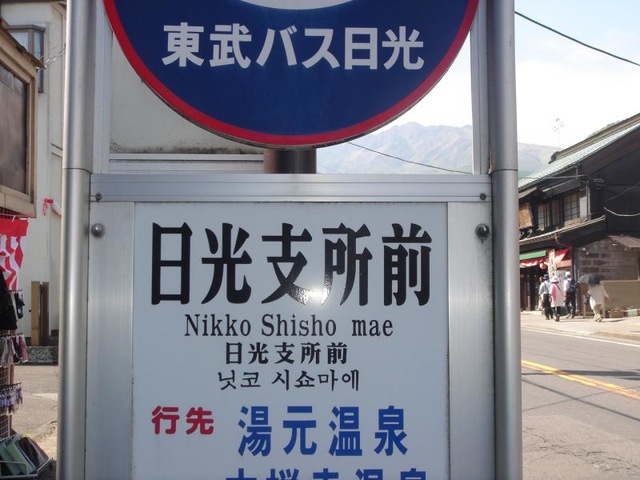 東武バス日光
日光支所前
Nikko Shisho mae
日光支所前
닛코 시쇼마에
行先 湯元温泉